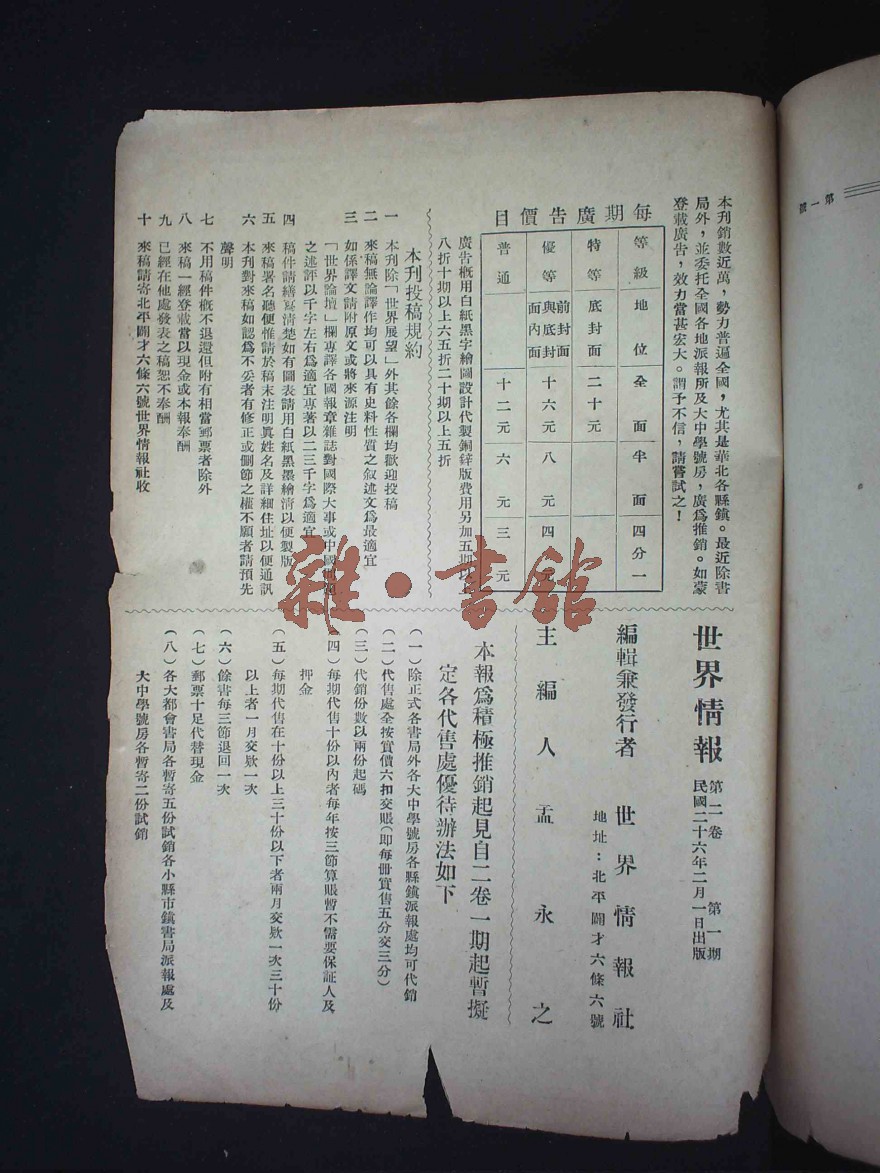 本刊銷數近萬，勢力普遍全國，尤其是華北各縣鎮。最近除書
局外，並委托全國各地派報所及大中學號房，廣爲推銷。如蒙
登載廣告，效力當甚宏大。謂予不信，請嘗試之！
每期廣告價目
等級 地位 全面 半面 四分一
特等 底封面 二十元
優等 前封面與底封面內面 十六元 八元 四
普通 十二元 六元 三元
廣告概用白紙黑字繪圖設計代製銅鋅版費用另加五期以
八折十期以上六五折二十期以上五折
本刊投稿規約
一 本刊除「世界展望」外其餘各欄均歡迎投稿
二 來稿無論譯作均可以具有史料性質之叙述文爲最適宜
三 如係譯文請附原文或將來源注明
「世界論壇」欄專譯各國報章雜誌對國際大事或中國
之述評以千字左右爲適宜專著以二三千字爲適宜
四 稿件請繕寫清楚如有圖表請用白紙黑墨繪清以便製版
五 來稿署名聽便惟請於稿末注明眞姓名及詳細住址以便通訊
六 本刊對來稿如認爲不妥者有修正或刪節之權不願者請預先
聲明
七 不用稿件概不退還但附有相當郵票者除外
八 來稿一經登載當以現金或本報奉酬
九 已經在他處發表之稿恕不奉酬
十 來稿請寄北平闢才六條六號世界情報社收
世界情報 第二卷 第一期
民國二十六年二月一日出版
編輯兼發行者 世界情報社
地址：北平闢才六條六號
主編人 孟永之
本報爲積極推銷起見自二卷一期起暫擬
定各代售處優待辦法如下
（一）除正式各書局外各大中學號房各縣鎮派報處均可代銷
（二）代售處全按實價六扣交賬（即每冊實售五分交三分）
（三）代銷份數以兩份起碼
（四）每期代售十份以內者每年按三節算賬暫不需要保証人及
押金
（五）每期代售在十份以上三十份以下者兩月交欵一次三十份
以上者一月交欵一次
（六）餘書每三節退回一次
（七）郵票十足代替現金
（八）各大都會書局各暫寄五份試銷各小縣市鎮書局派報處及
大中學號房各暫寄二份試銷
第一號
雜·書館